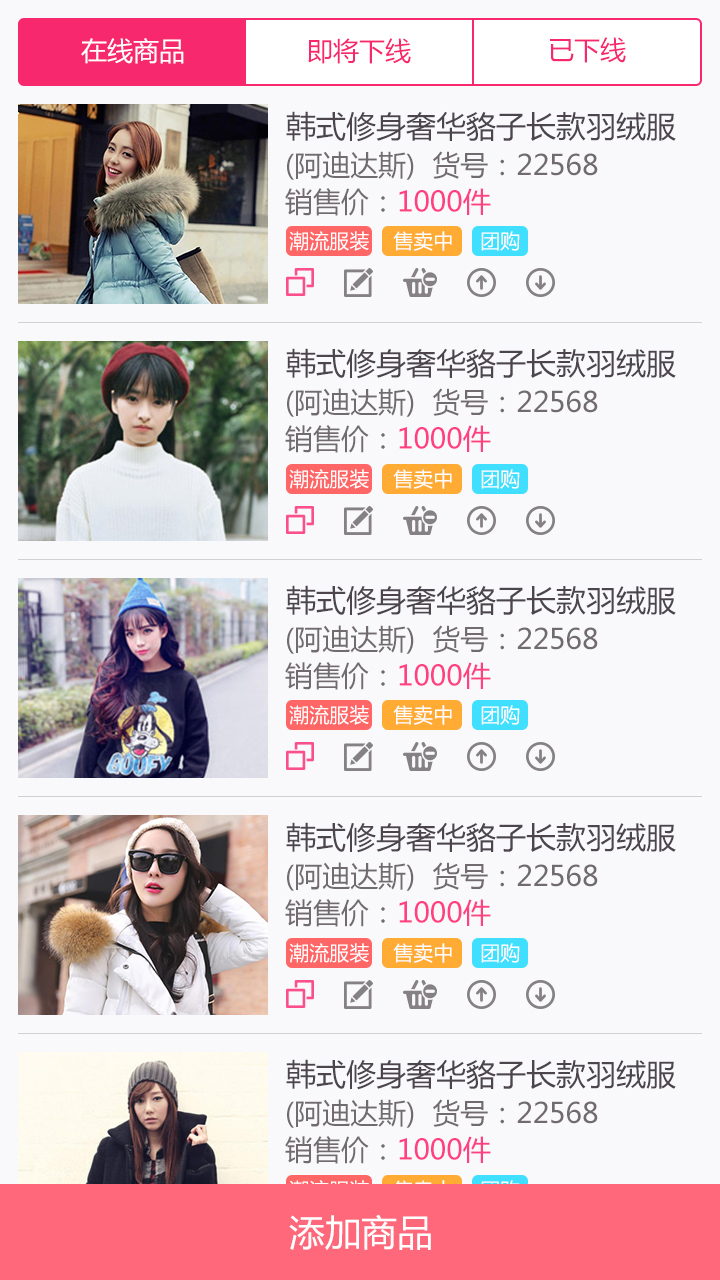 在线商品 即将下线 已下线
韩式修身奢华貉子长款羽绒服
(阿迪达斯) 货号：22568
销售价：1000件
潮流服装 售卖中 团购
韩式修身奢华貉子长款羽绒服
(阿迪达斯) 货号：22568
销售价：1000件
潮流服装 售卖中 团购
韩式修身奢华貉子长款羽绒服
(阿迪达斯) 货号：22568
销售价：1000件
潮流服装 售卖中 团购
GOOFY
韩式修身奢华貉子长款羽绒服
(阿迪达斯) 货号：22568
销售价：1000件
潮流服装 售卖中 团购
韩式修身奢华貉子长款羽绒服
(阿迪达斯) 货号：22568
销售价：1000件
添加商品